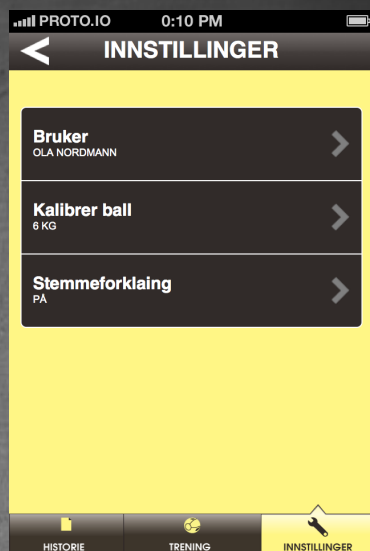 PROTO.IO 0:10 PM
INNSTILLINGER
Bruker
OLA NORDMANN
Kalibrer ball
6 KG
Stemmeforklaing
PÅ
HISTORIE TRENING INNSTILLINGER